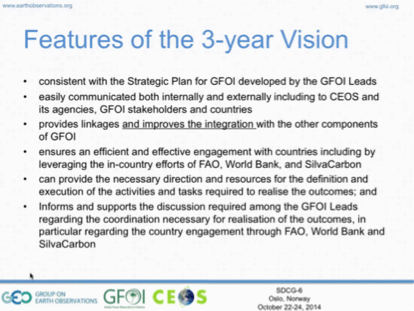 www.earthobservations.org
www.gfoi.org
Features of the 3-year Vision
• consistent with the Strategic Plan for GFOI developed by the GFOI Leads
• easily communicated both internally and externally including to CEOS and
its agencies, GFOI stakeholders and countries
• provides linkages and improves the integration with the other components
of GFOI
• ensures an efficient and effective engagement with countries including by
leveraging the in-country efforts of FAO, World Bank, and SilvaCarbon
• can provide the necessary direction and resources for the definition and
execution of the activities and tasks required to realise the outcomes; and
• Informs and supports the discussion required among the GFOI Leads
regarding the coordination necessary for realisation of the outcomes, in
particular regarding the country engagement through FAO, World Bank and
SilvaCarbon
GEO GROUP ON
EARTH OBSERVATIONS
GFOI
CEOS
SDCG-6
Oslo, Norway
October 22-24, 2014